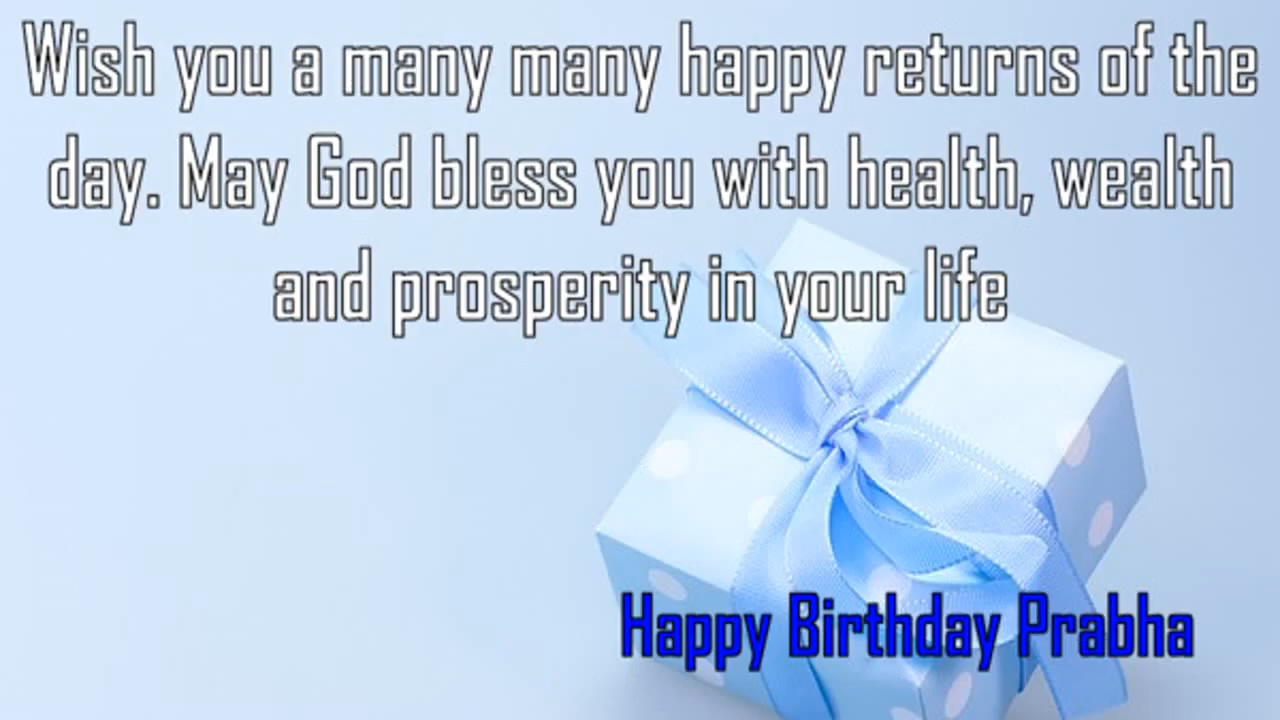 Wish you a many many happy returns of the
day. May God bless you with health, wealth
and prosperity in your life
Happy Birthday Prabha